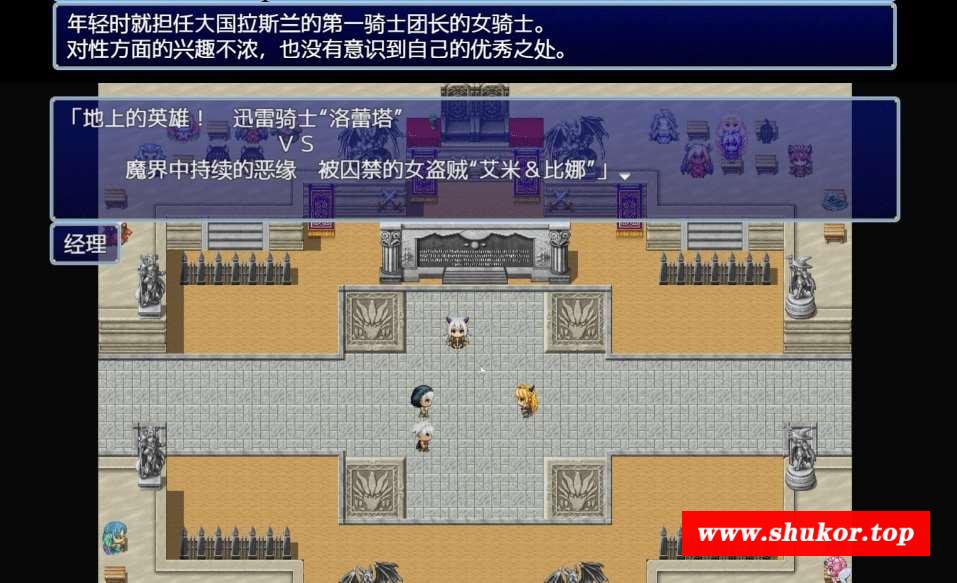 年轻时就担任大国拉斯兰的第一骑士团长的女骑士。
对性方面的兴趣不浓，也没有意识到自己的优秀之处。
「地上的英雄！　迅雷骑士“洛蕾塔”
ＶＳ
魔界中持续的恶缘　被囚禁的女盗贼“艾米＆比娜”」
经理
www.shukor.top